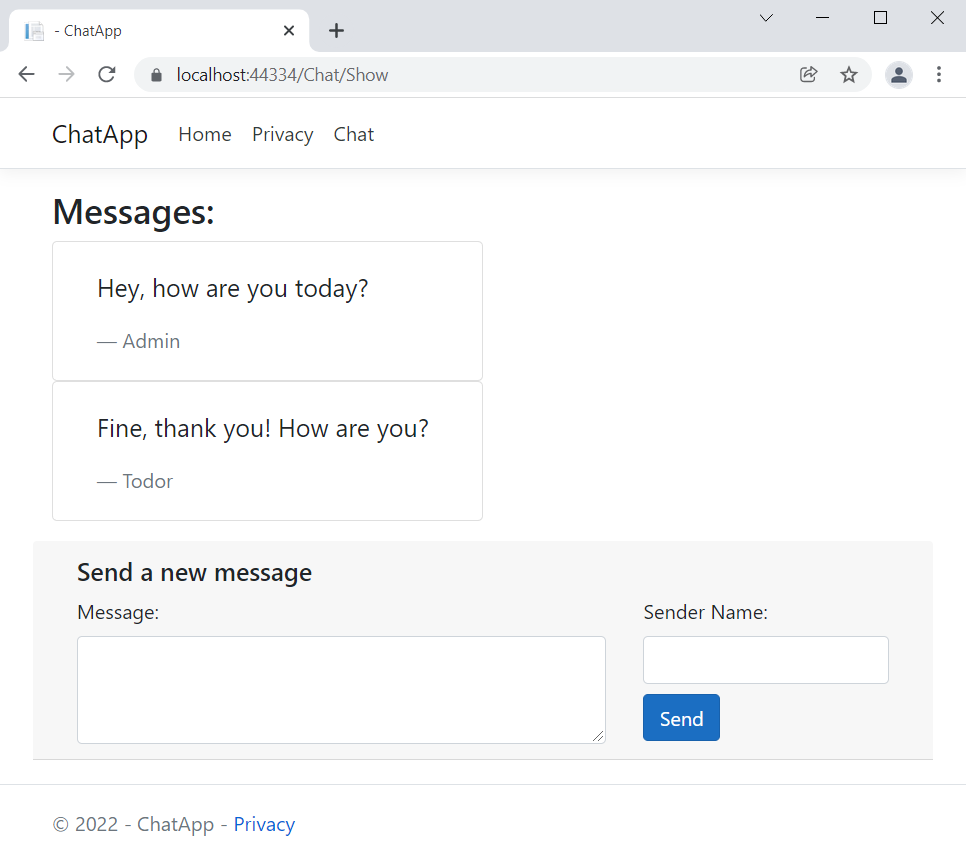 - ChatApp
localhost:44334/Chat/Show
ChatApp Home Privacy Chat
Messages:
Hey, how are you today?
— Admin
Fine, thank you! How are you?
— Todor
Send a new message
Message: Sender Name:
Send
© 2022 - ChatApp - Privacy